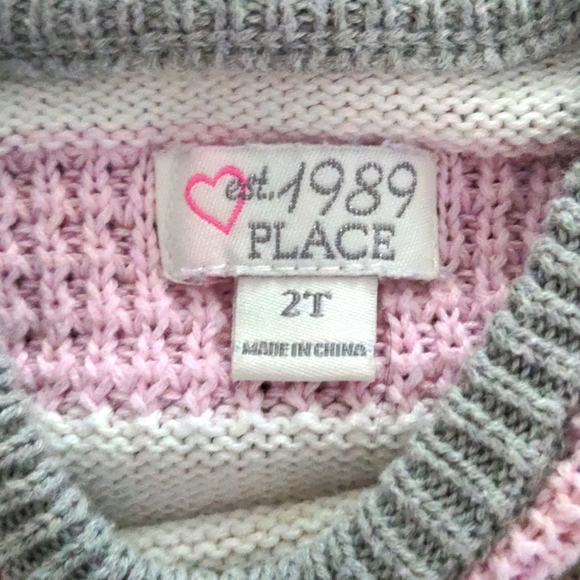 est. 1989
PLACE
2T
MADE IN CHINA